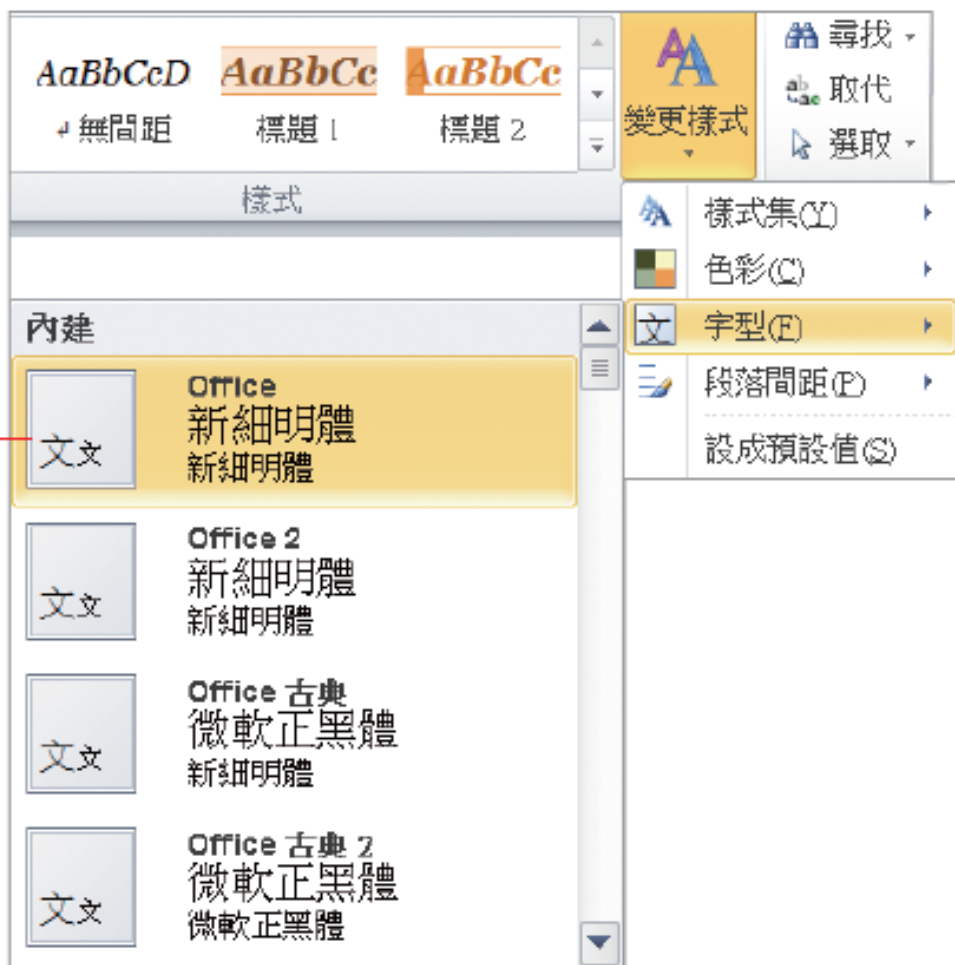 AaBbCcD AaBbCc AaBbCc
↲無間距 標題 1 標題 2
樣式
變更樣式
尋找
取代
選取
樣式集(Y)
色彩(C)
字型(F)
段落間距(P)
設成預設值(S)
內建
文文
Office
新細明體
新細明體
文文
Office 2
新細明體
新細明體
文文
Office 古典
微軟正黑體
新細明體
文文
Office 古典 2
微軟正黑體
微軟正黑體